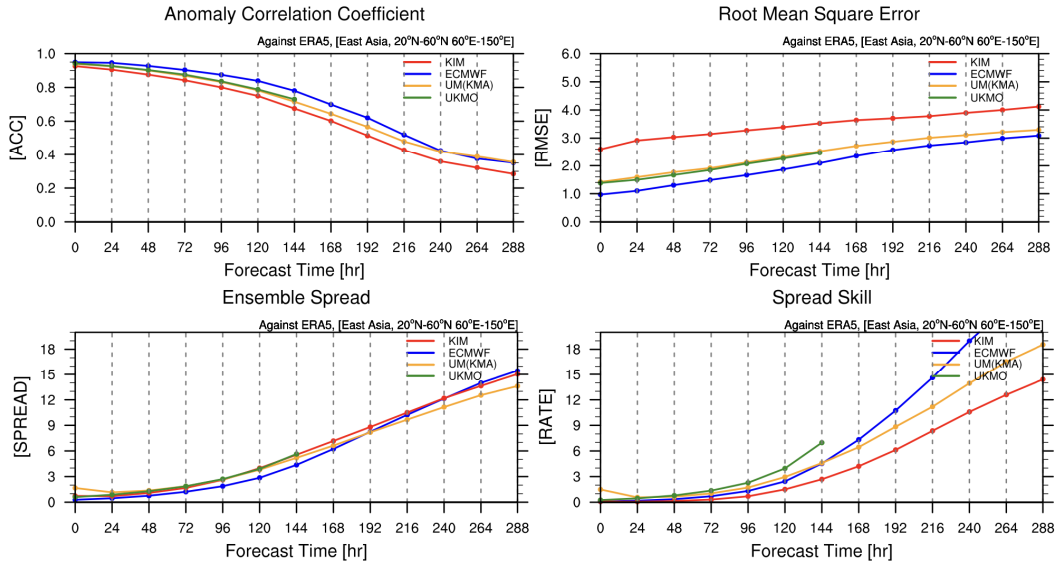 Anomaly Correlation Coefficient
Against ERA5, [East Asia, 20°N-60°N 60°E-150°E]
[ACC]
1.0
0.8
0.6
0.4
0.2
0.0
KIM
ECMWF
UM(KMA)
UKMO
0 24 48 72 96 120 144 168 192 216 240 264 288
Forecast Time [hr]
Root Mean Square Error
Against ERA5, [East Asia, 20°N-60°N 60°E-150°E]
[RMSE]
6.0
5.0
4.0
3.0
2.0
1.0
0.0
KIM
ECMWF
UM(KMA)
UKMO
0 24 48 72 96 120 144 168 192 216 240 264 288
Forecast Time [hr]
Ensemble Spread
Against ERA5, [East Asia, 20°N-60°N 60°E-150°E]
[SPREAD]
18
15
12
9
6
3
0
KIM
ECMWF
UM(KMA)
UKMO
0 24 48 72 96 120 144 168 192 216 240 264 288
Forecast Time [hr]
Spread Skill
Against ERA5, [East Asia, 20°N-60°N 60°E-150°E]
[RATE]
18
15
12
9
6
3
0
KIM
ECMWF
UM(KMA)
UKMO
0 24 48 72 96 120 144 168 192 216 240 264 288
Forecast Time [hr]